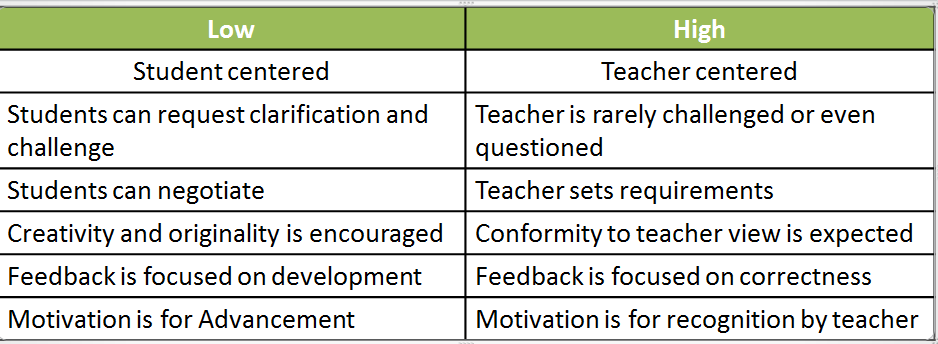 Low High
Student centered Teacher centered
Students can request clarification and Teacher is rarely challenged or even
challenge questioned
Students can negotiate Teacher sets requirements
Creativity and originality is encouraged Conformity to teacher view is expected
Feedback is focused on development Feedback is focused on correctness
Motivation is for Advancement Motivation is for recognition by teacher